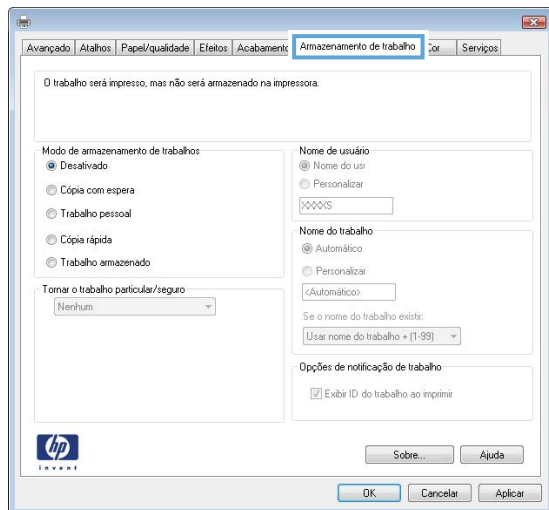 Avançado Atalhos Papel/qualidade Efeitos Acabamento Armazenamento de trabalho Cor Serviços
O trabalho será impresso, mas não será armazenado na impressora.
Modo de armazenamento de trabalhos
Desativado
Cópia com espera
Trabalho pessoal
Cópia rápida
Trabalho armazenado
Tornar o trabalho particular/seguro
Nenhum
Nome de usuário
Nome do usu
Personalizar
XXXXS
Nome do trabalho
Automático
Personalizar
<Automático>
Se o nome do trabalho existir:
Usar nome do trabalho + (1-99)
Opções de notificação de trabalho
Exibir ID do trabalho ao imprimir
hp
invent
Sobre... Ajuda
OK Cancelar Aplicar